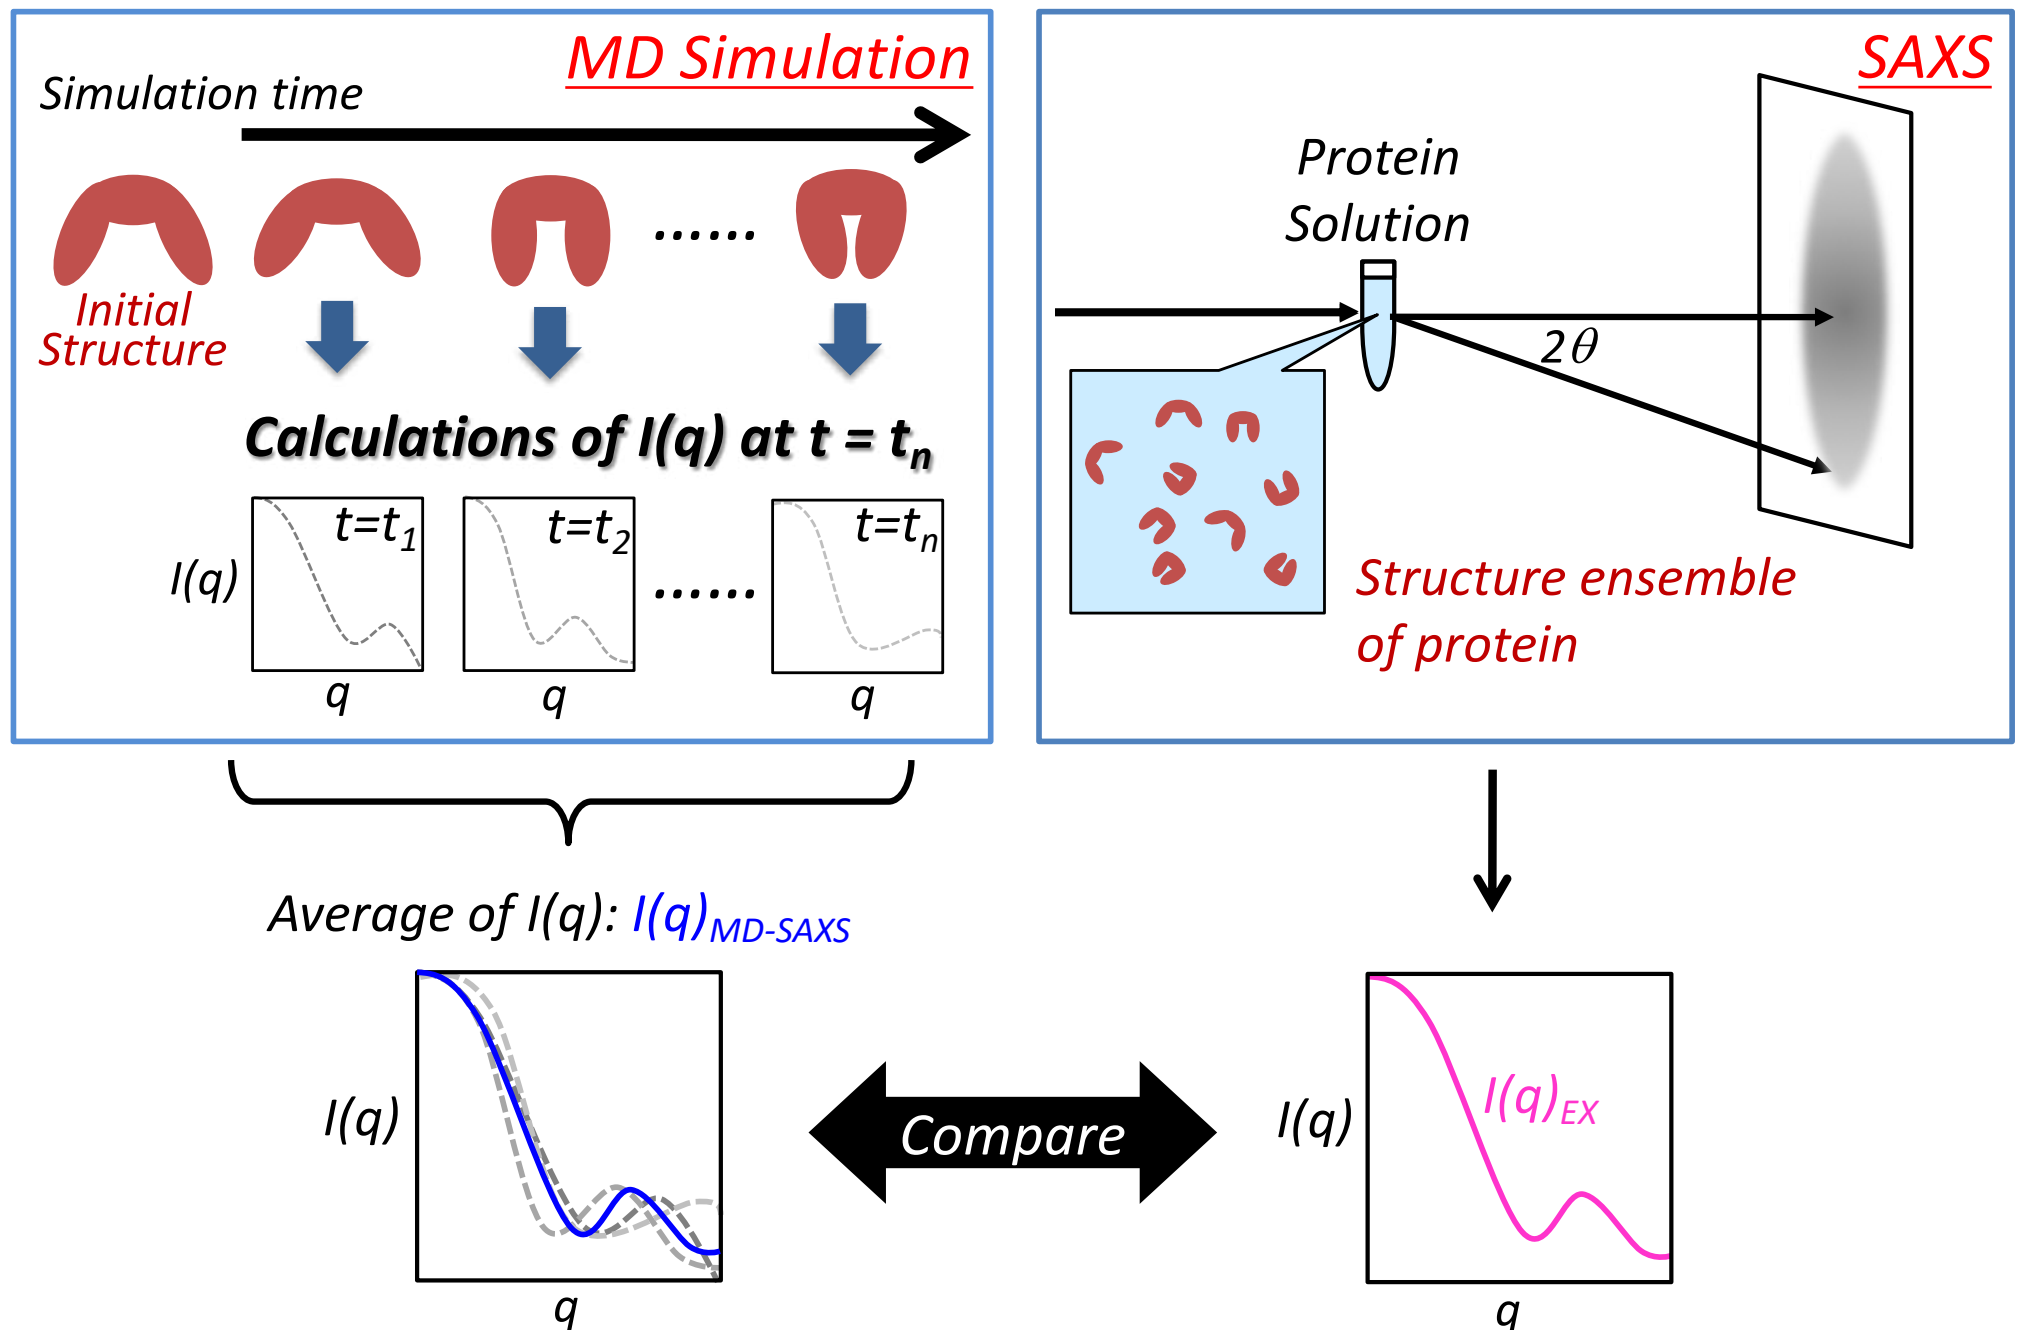 MD Simulation
Simulation time
Initial
Structure
......
Calculations of I(q) at t = tn
t=t1
t=t2
......
t=tn
I(q)
q
q
q
SAXS
Protein
Solution
2θ
Structure ensemble
of protein
Average of I(q): I(q)MD-SAXS
I(q)
q
Compare
I(q)EX
I(q)
q